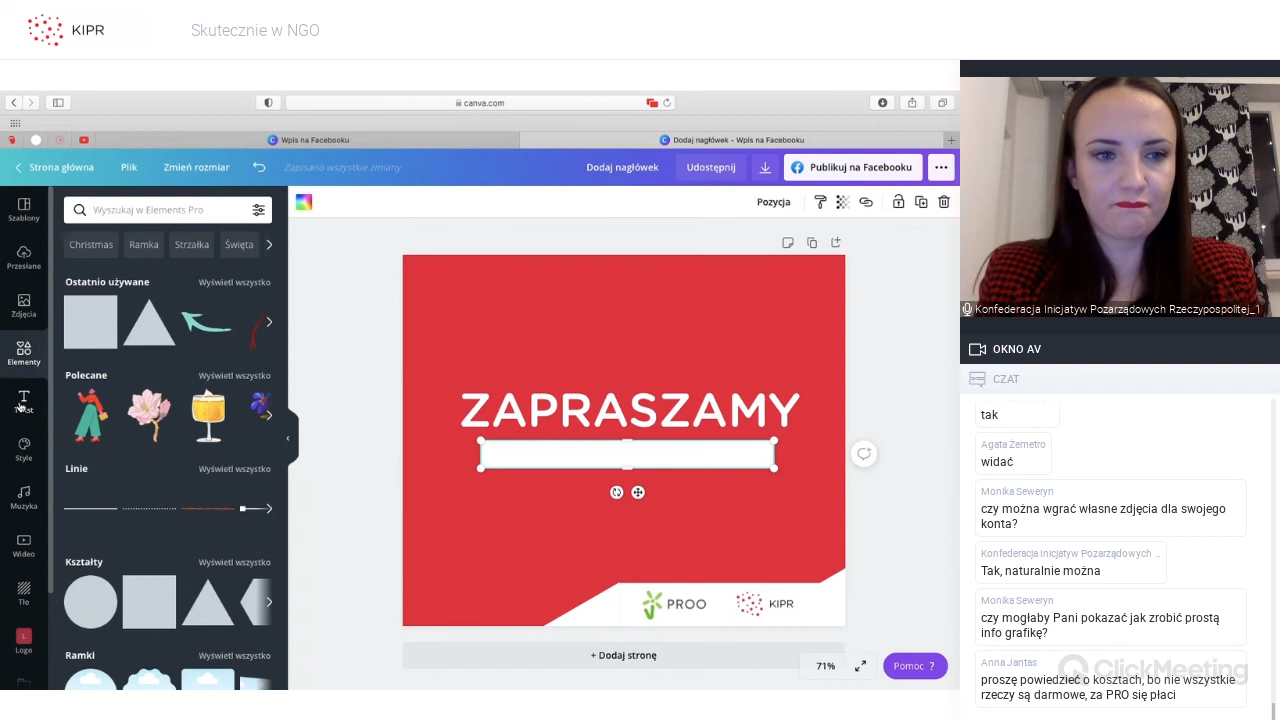 KIPR
Skutecznie w NGO
canva.com
Wpis na Facebooku
Dodaj nagłówek - Wpis na Facebooku
Strona główna
Plik
Zmień rozmiar
Zapisano wszystkie zmiany
Dodaj nagłówek
Udostępnij
Publikuj na Facebooku
Szablony
Przesłane
Zdjęcia
Elementy
Style
Muzyka
Wideo
Tło
Logo
Wyszukaj w Elements Pro
Christmas
Ramka
Strzałka
Święta
Ostatnio używane
Wyświetl wszystko
Polecane
Wyświetl wszystko
Linie
Wyświetl wszystko
Kształty
Wyświetl wszystko
Ramki
Wyświetl wszystko
Pozycja
ZAPRASZAMY
PROO
KIPR
+ Dodaj stronę
71%
Pomoc ?
Konfederacja Inicjatyw Pozarządowych Rzeczypospolitej_1
OKNO AV
CZAT
tak
Agata Żemetro
widać
Monika Seweryn
czy można wgrać własne zdjęcia dla swojego
konta?
Konfederacja Inicjatyw Pozarządowych ...
Tak, naturalnie można
Monika Seweryn
czy mogłaby Pani pokazać jak zrobić prostą
info grafikę?
Anna Jantas
proszę powiedzieć o kosztach, bo nie wszystkie
rzeczy są darmowe, za PRO się płaci
ClickMeeting